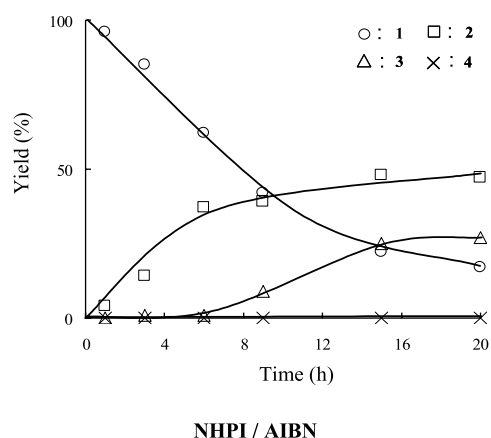 100
○ : 1 □ : 2
△ : 3 × : 4
Yield (%)
50
0
0 4 8 12 16 20
Time (h)
NHPI / AIBN